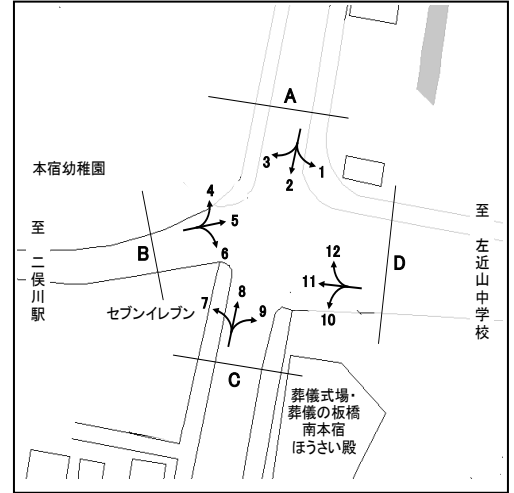 A
3
2
1
本宿幼稚園
4
5
6
B
至
二
俣
川
駅
セブンイレブン
7
8
9
C
12
11
10
D
至
左
近
山
中
学
校
葬儀式場・
葬儀の板橋
南本宿
ほうさい殿